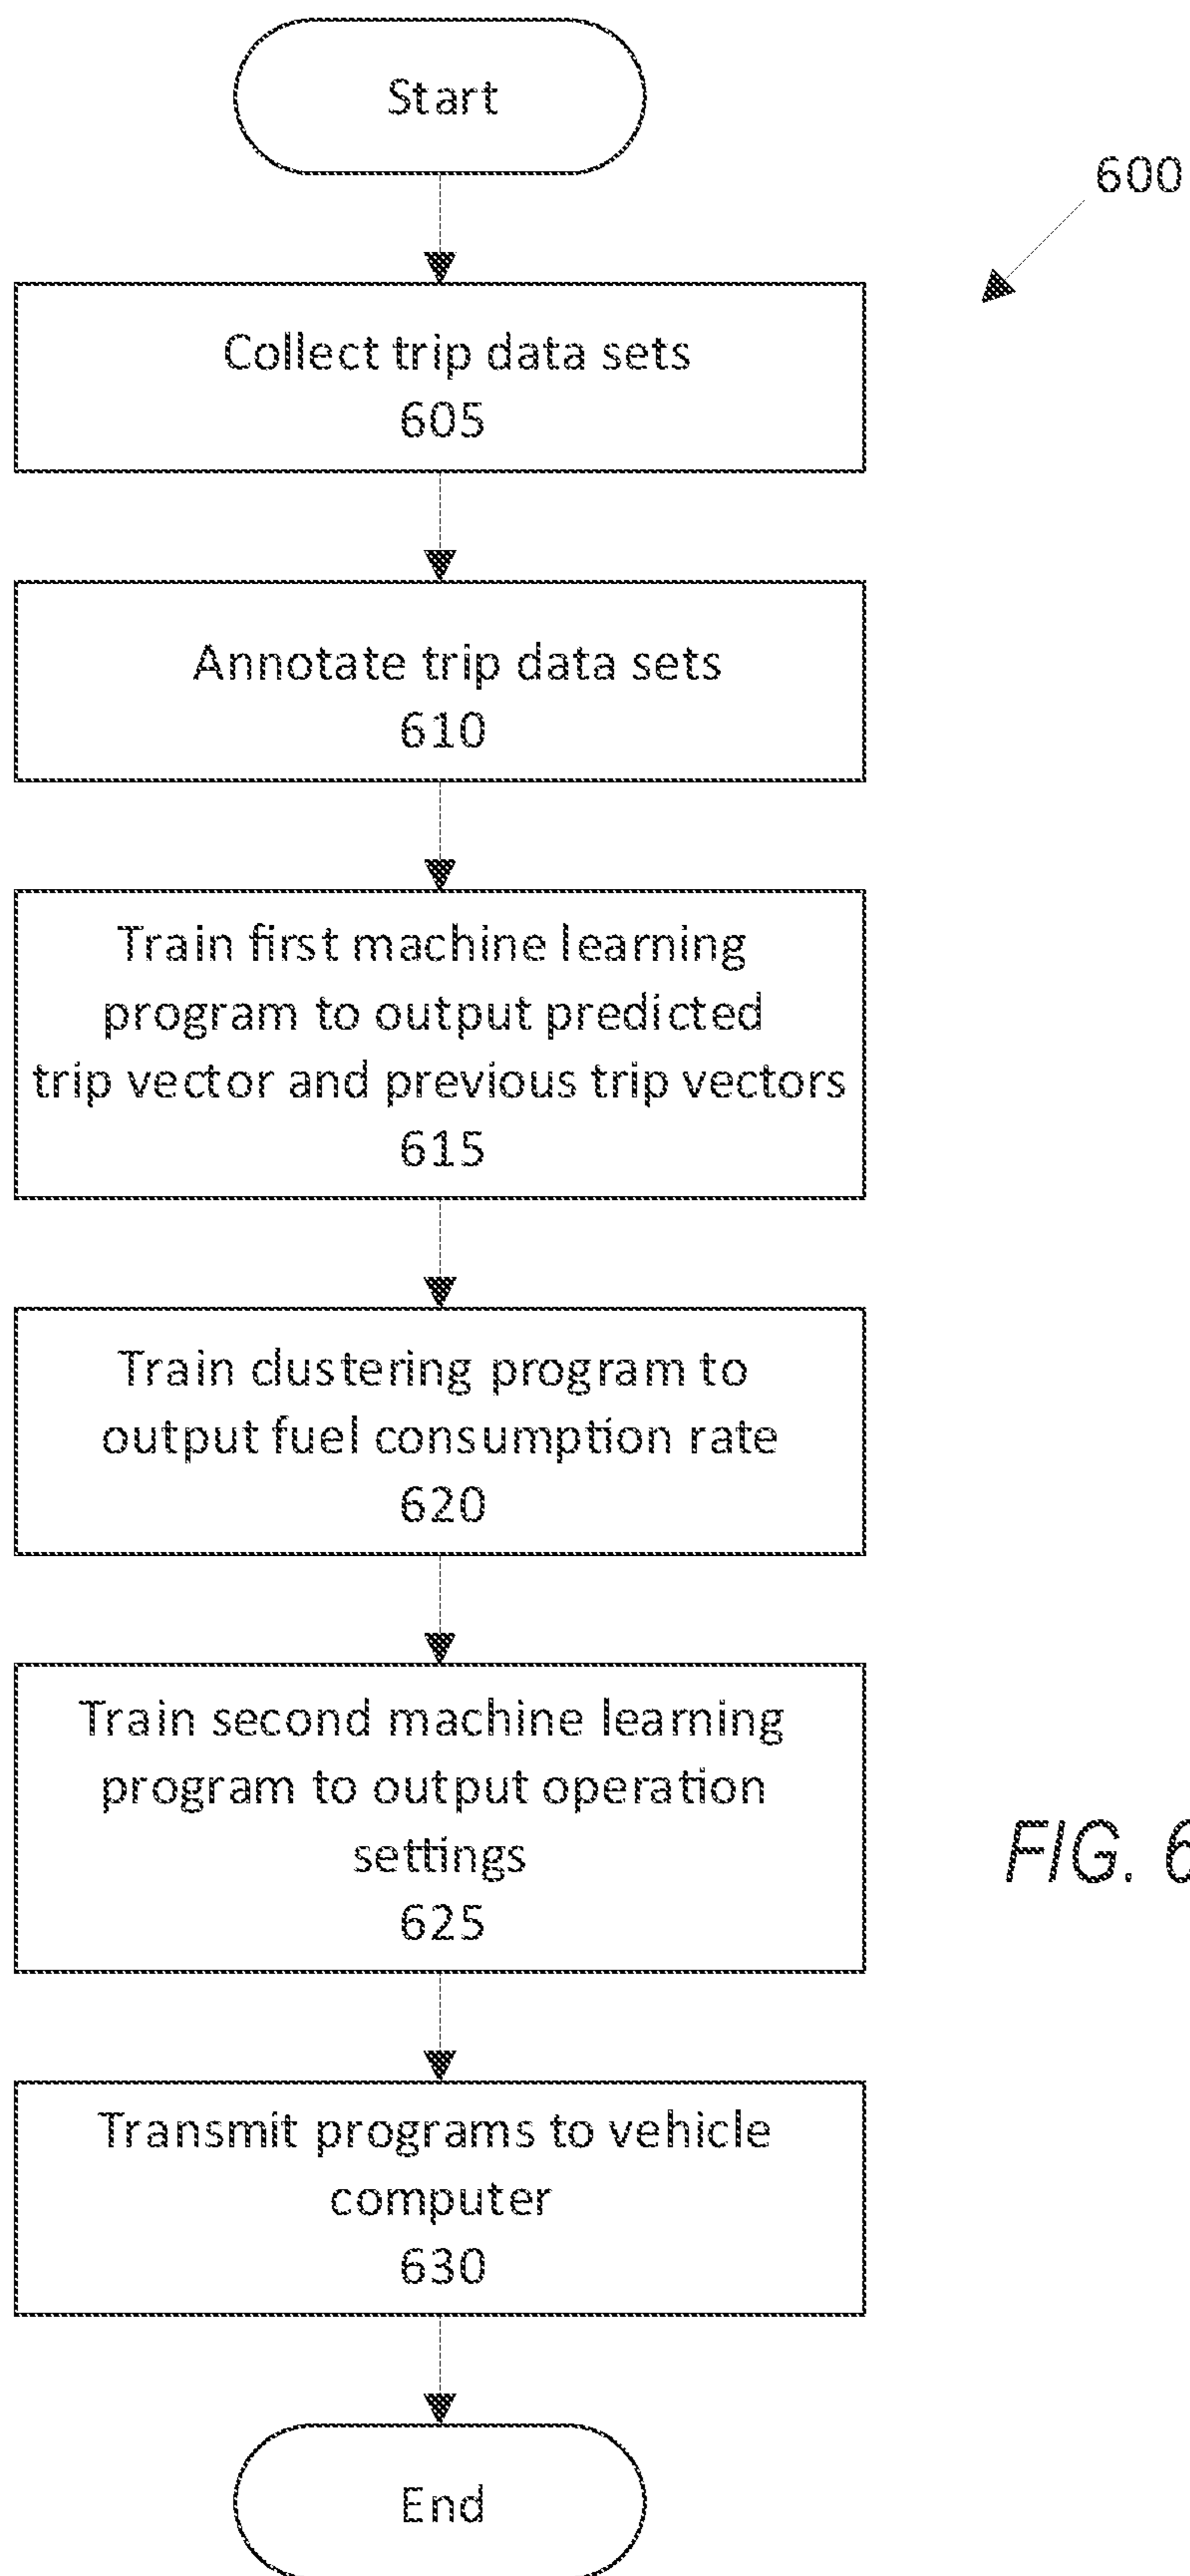 Start
600
Collect trip data sets
605
Annotate trip data sets
610
Train first machine learning
program to output predicted
trip vector and previous trip vectors
615
Train clustering program to
output fuel consumption rate
620
Train second machine learning
program to output operation
settings
625
FIG. 6
Transmit programs to vehicle
computer
630
End